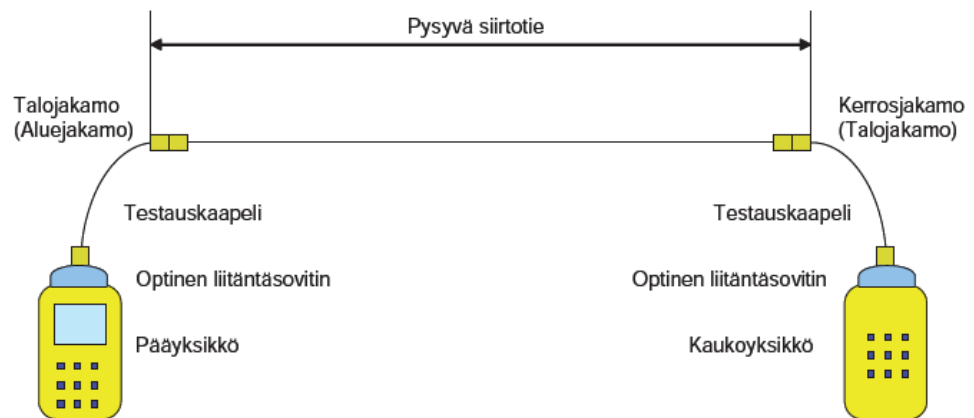 Pysyvä siirtotie
Talojakamo
(Aluejakamo)
Kerrosjakamo
(Talojakamo)
Testauskaapeli
Testauskaapeli
Optinen liitäntäsovitin
Optinen liitäntäsovitin
Pääyksikkö
Kaukoyksikkö